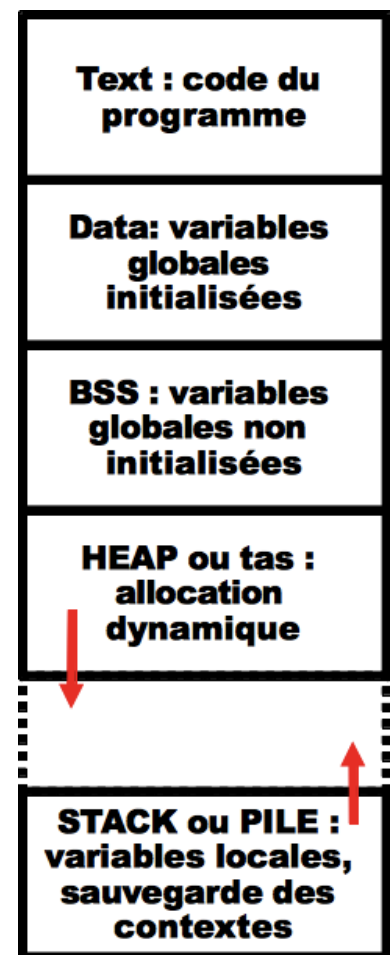 Text : code du
programme
Data: variables
globales
initialisées
BSS : variables
globales non
initialisées
HEAP ou tas :
allocation
dynamique
STACK ou PILE :
variables locales,
sauvegarde des
contextes